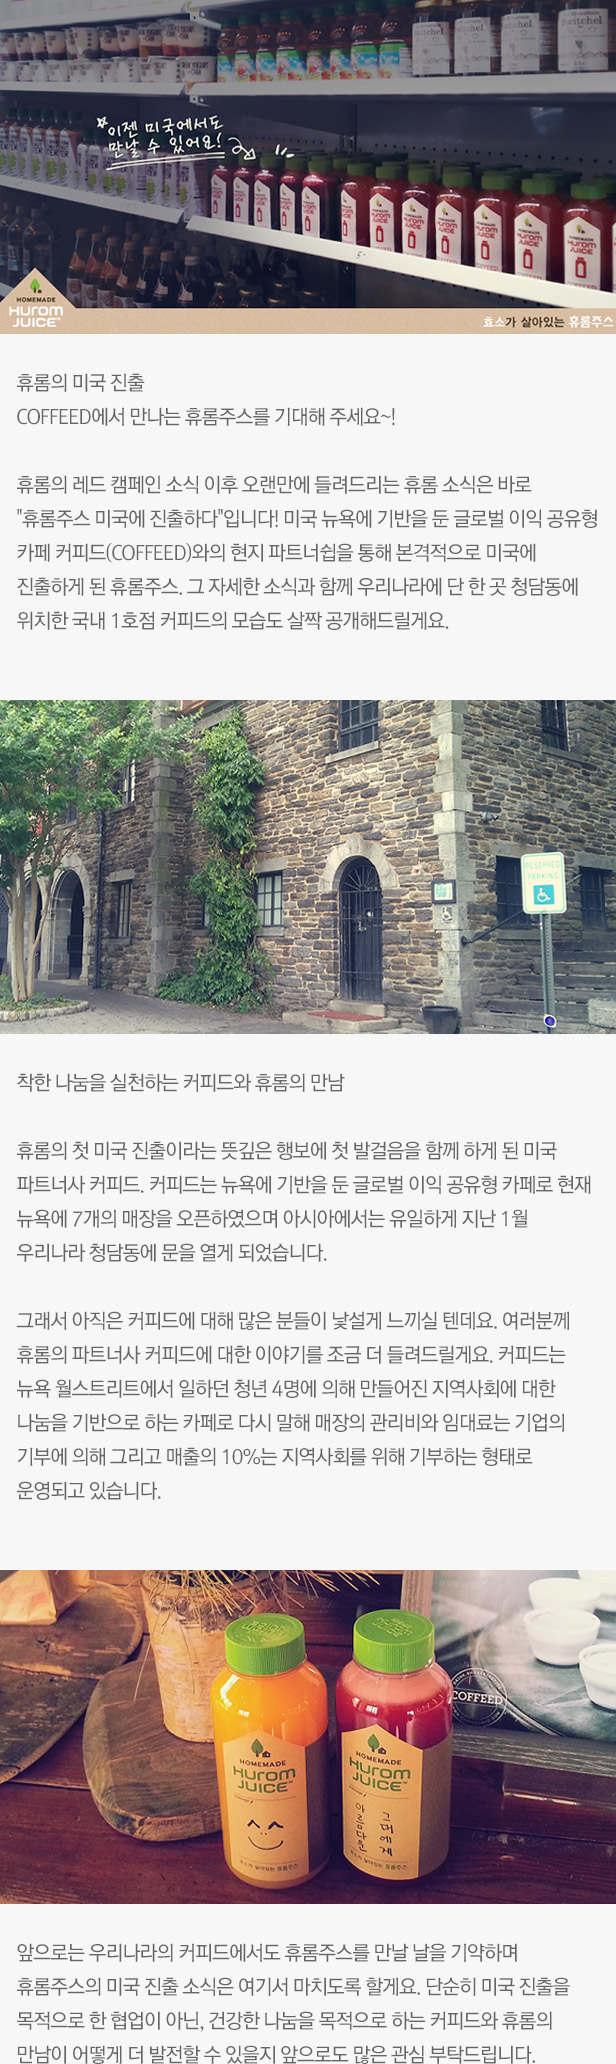 Switchel
Switchel
이젠 미국에서도
만날 수 있어요!
HOMEMADE
HUROM
JUICE
HOMEMADE
HUROM
JUICE™
효소가 살아있는 휴롬주스
휴롬의 미국 진출
COFFEED에서 만나는 휴롬주스를 기대해 주세요~!
휴롬의 레드 캠페인 소식 이후 오랜만에 들려드리는 휴롬 소식은 바로
"휴롬주스 미국에 진출하다"입니다! 미국 뉴욕에 기반을 둔 글로벌 이익 공유형
카페 커피드(COFFEED)와의 현지 파트너쉽을 통해 본격적으로 미국에
진출하게 된 휴롬주스. 그 자세한 소식과 함께 우리나라에 단 한 곳 청담동에
위치한 국내 1호점 커피드의 모습도 살짝 공개해드릴게요.
RESERVED
PARKING
착한 나눔을 실천하는 커피드와 휴롬의 만남
휴롬의 첫 미국 진출이라는 뜻깊은 행보에 첫 발걸음을 함께 하게 된 미국
파트너사 커피드. 커피드는 뉴욕에 기반을 둔 글로벌 이익 공유형 카페로 현재
뉴욕에 7개의 매장을 오픈하였으며 아시아에서는 유일하게 지난 1월
우리나라 청담동에 문을 열게 되었습니다.
그래서 아직은 커피드에 대해 많은 분들이 낯설게 느끼실 텐데요. 여러분께
휴롬의 파트너사 커피드에 대한 이야기를 조금 더 들려드릴게요. 커피드는
뉴욕 월스트리트에서 일하던 청년 4명에 의해 만들어진 지역사회에 대한
나눔을 기반으로 하는 카페로 다시 말해 매장의 관리비와 임대료는 기업의
기부에 의해 그리고 매출의 10%는 지역사회를 위해 기부하는 형태로
운영되고 있습니다.
COFFEED
HOMEMADE
HUROM
JUICE™
효소가 살아있는 휴롬주스
HOMEMADE
HUROM
JUICE™
그대에게
아름다운
효소가 살아있는 휴롬주스
앞으로는 우리나라의 커피드에서도 휴롬주스를 만날 날을 기약하며
휴롬주스의 미국 진출 소식은 여기서 마치도록 할게요. 단순히 미국 진출을
목적으로 한 협업이 아닌, 건강한 나눔을 목적으로 하는 커피드와 휴롬의
만남이 어떻게 더 발전할 수 있을지 앞으로도 많은 관심 부탁드립니다.